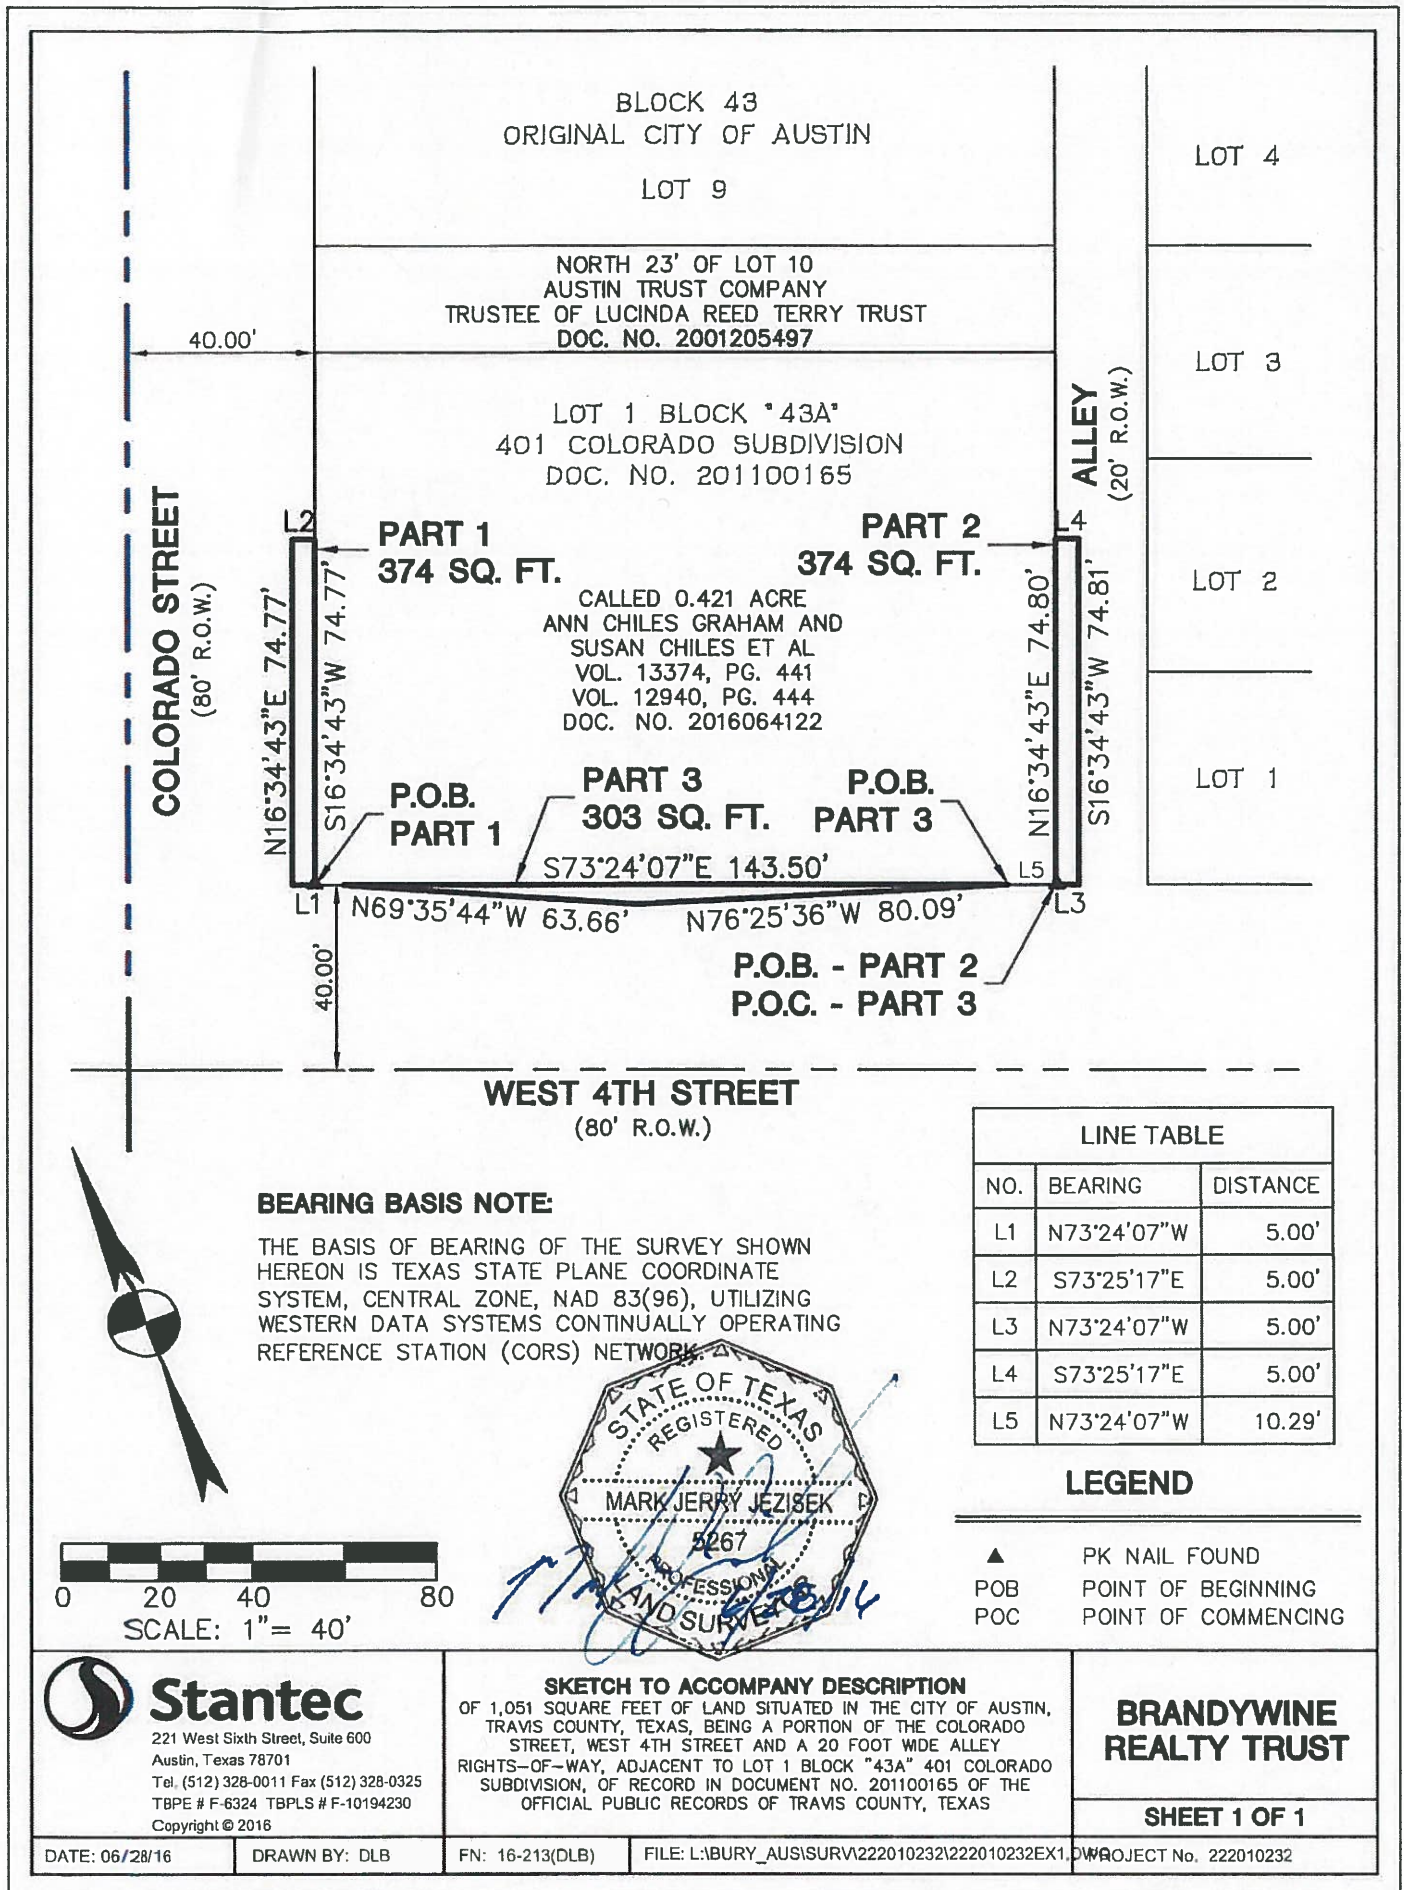 BLOCK 43
ORIGINAL CITY OF AUSTIN
LOT 9
LOT 4
NORTH 23' OF LOT 10
AUSTIN TRUST COMPANY
TRUSTEE OF LUCINDA REED TERRY TRUST
DOC. NO. 2001205497
40.00'
LOT 3
ALLEY
(20' R.O.W.)
LOT 1 BLOCK "43A"
401 COLORADO SUBDIVISION
DOC. NO. 201100165
COLORADO STREET
(80' R.O.W.)
L2
PART 1
374 SQ. FT.
PART 2
374 SQ. FT.
L4
LOT 2
N16°34'43"E 74.77'
S16°34'43"W 74.77'
CALLED 0.421 ACRE
ANN CHILES GRAHAM AND
SUSAN CHILES ET AL
VOL. 13374, PG. 441
VOL. 12940, PG. 444
DOC. NO. 2016064122
N16°34'43"E 74.80'
S16°34'43"W 74.81'
LOT 1
P.O.B.
PART 1
PART 3
303 SQ. FT.
P.O.B.
PART 3
S73°24'07"E 143.50'
L5
L1
N69°35'44"W 63.66'
N76°25'36"W 80.09'
L3
40.00'
P.O.B. - PART 2
P.O.C. - PART 3
WEST 4TH STREET
(80' R.O.W.)
BEARING BASIS NOTE:
THE BASIS OF BEARING OF THE SURVEY SHOWN
HEREON IS TEXAS STATE PLANE COORDINATE
SYSTEM, CENTRAL ZONE, NAD 83(96), UTILIZING
WESTERN DATA SYSTEMS CONTINUALLY OPERATING
REFERENCE STATION (CORS) NETWORK.
LINE TABLE
NO. BEARING DISTANCE
L1 N73°24'07"W 5.00'
L2 S73°25'17"E 5.00'
L3 N73°24'07"W 5.00'
L4 S73°25'17"E 5.00'
L5 N73°24'07"W 10.29'
STATE OF TEXAS
REGISTERED
MARK JERRY JEZISEK
5267
PROFESSIONAL
LAND SURVEYOR
6/28/16
LEGEND
▲ PK NAIL FOUND
POB POINT OF BEGINNING
POC POINT OF COMMENCING
0 20 40 80
SCALE: 1"= 40'
Stantec
221 West Sixth Street, Suite 600
Austin, Texas 78701
Tel. (512) 328-0011 Fax (512) 328-0325
TBPE # F-6324 TBPLS # F-10194230
Copyright © 2016
SKETCH TO ACCOMPANY DESCRIPTION
OF 1,051 SQUARE FEET OF LAND SITUATED IN THE CITY OF AUSTIN,
TRAVIS COUNTY, TEXAS, BEING A PORTION OF THE COLORADO
STREET, WEST 4TH STREET AND A 20 FOOT WIDE ALLEY
RIGHTS-OF-WAY, ADJACENT TO LOT 1 BLOCK "43A" 401 COLORADO
SUBDIVISION, OF RECORD IN DOCUMENT NO. 201100165 OF THE
OFFICIAL PUBLIC RECORDS OF TRAVIS COUNTY, TEXAS
BRANDYWINE
REALTY TRUST
SHEET 1 OF 1
DATE: 06/28/16
DRAWN BY: DLB
FN: 16-213(DLB)
FILE: L:\BURY_AUS\SURV\222010232\222010232EX1.DWG
PROJECT No. 222010232